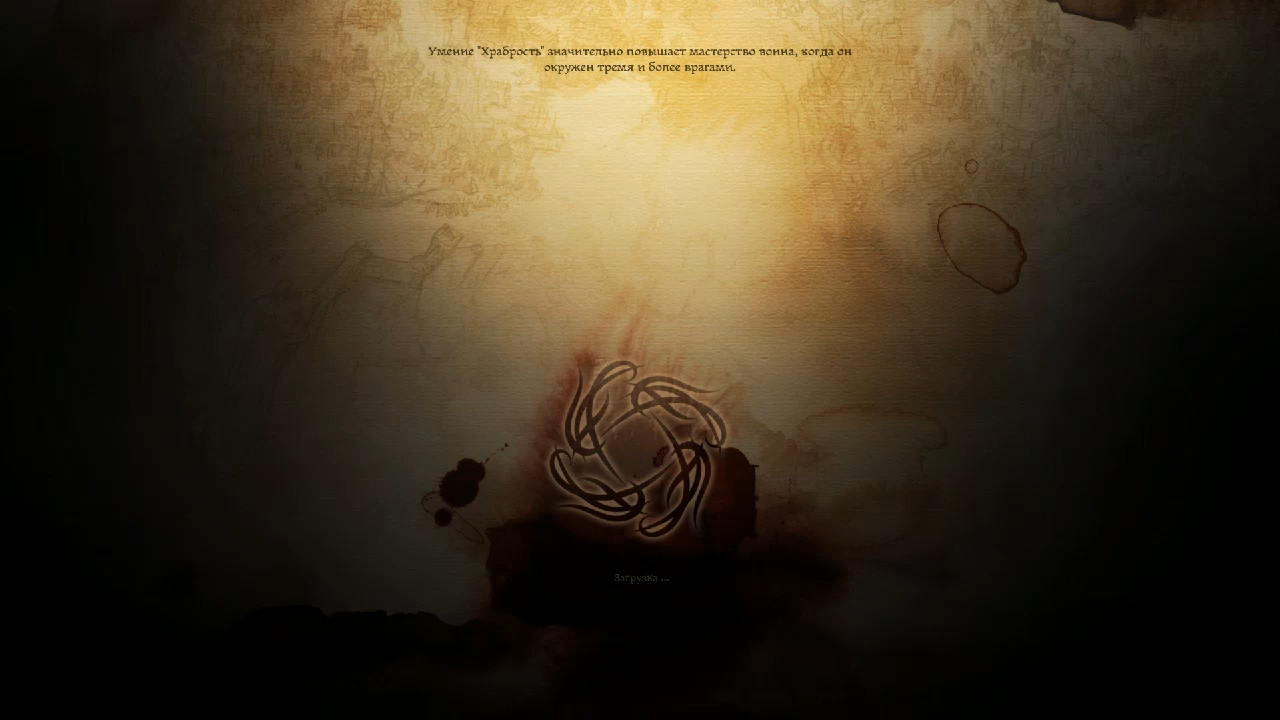 Умение "Храбрость" значительно повышает мастерство воина, когда он
окружен тремя и более врагами.
Загрузка ...